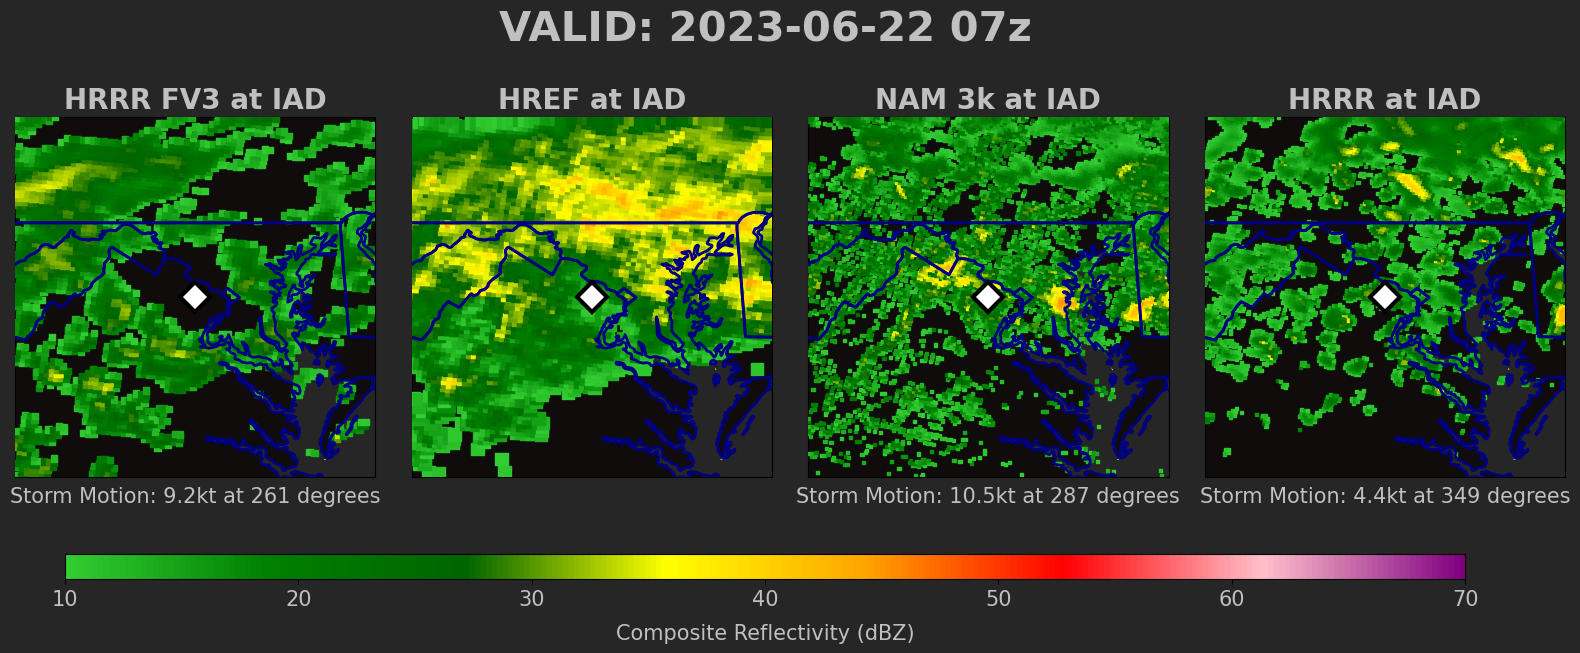 VALID: 2023-06-22 07z
HRRR FV3 at IAD
HREF at IAD
NAM 3k at IAD
HRRR at IAD
Storm Motion: 9.2kt at 261 degrees
Storm Motion: 10.5kt at 287 degrees
Storm Motion: 4.4kt at 349 degrees
10 20 30 40 50 60 70
Composite Reflectivity (dBZ)